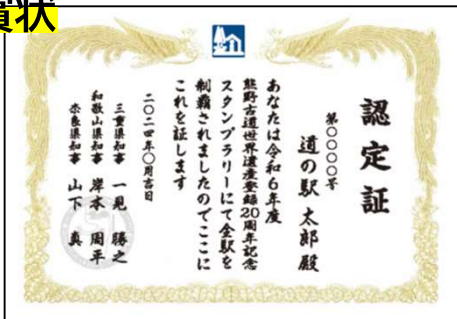 賞状
認定証
第〇〇〇〇号
道の駅 太郎 殿
あなたは令和6年度
熊野古道世界遺産登録20周年記念
スタンプラリーにて全駅を
制覇されましたのでここに
これを証します
二〇二四年〇月吉日
三重県知事 一見 勝之
和歌山県知事 岸本 周平
奈良県知事 山下 真